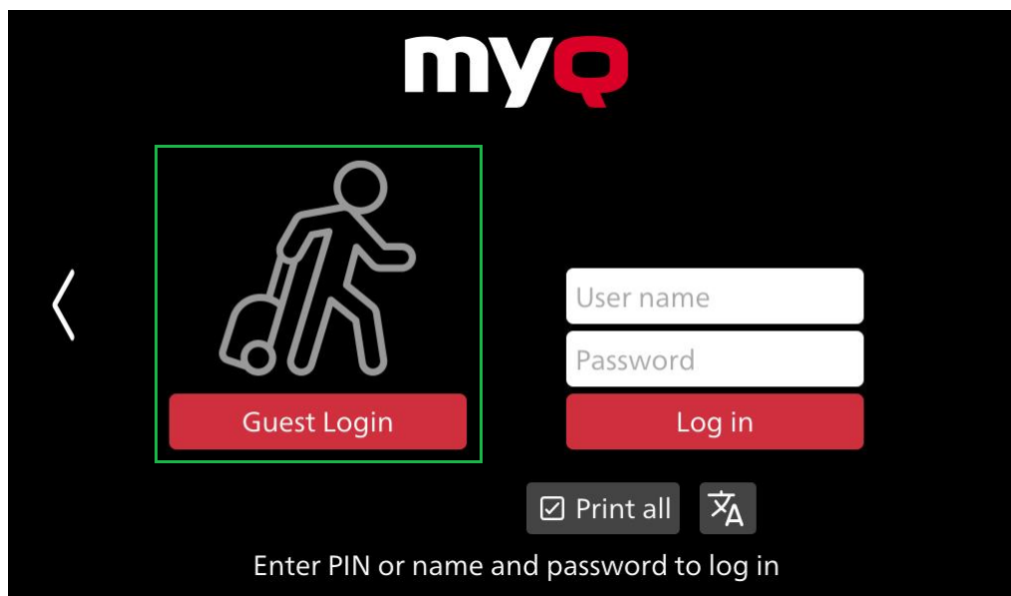 myQ
User name
Password
Guest Login
Log in
Print all
Enter PIN or name and password to log in